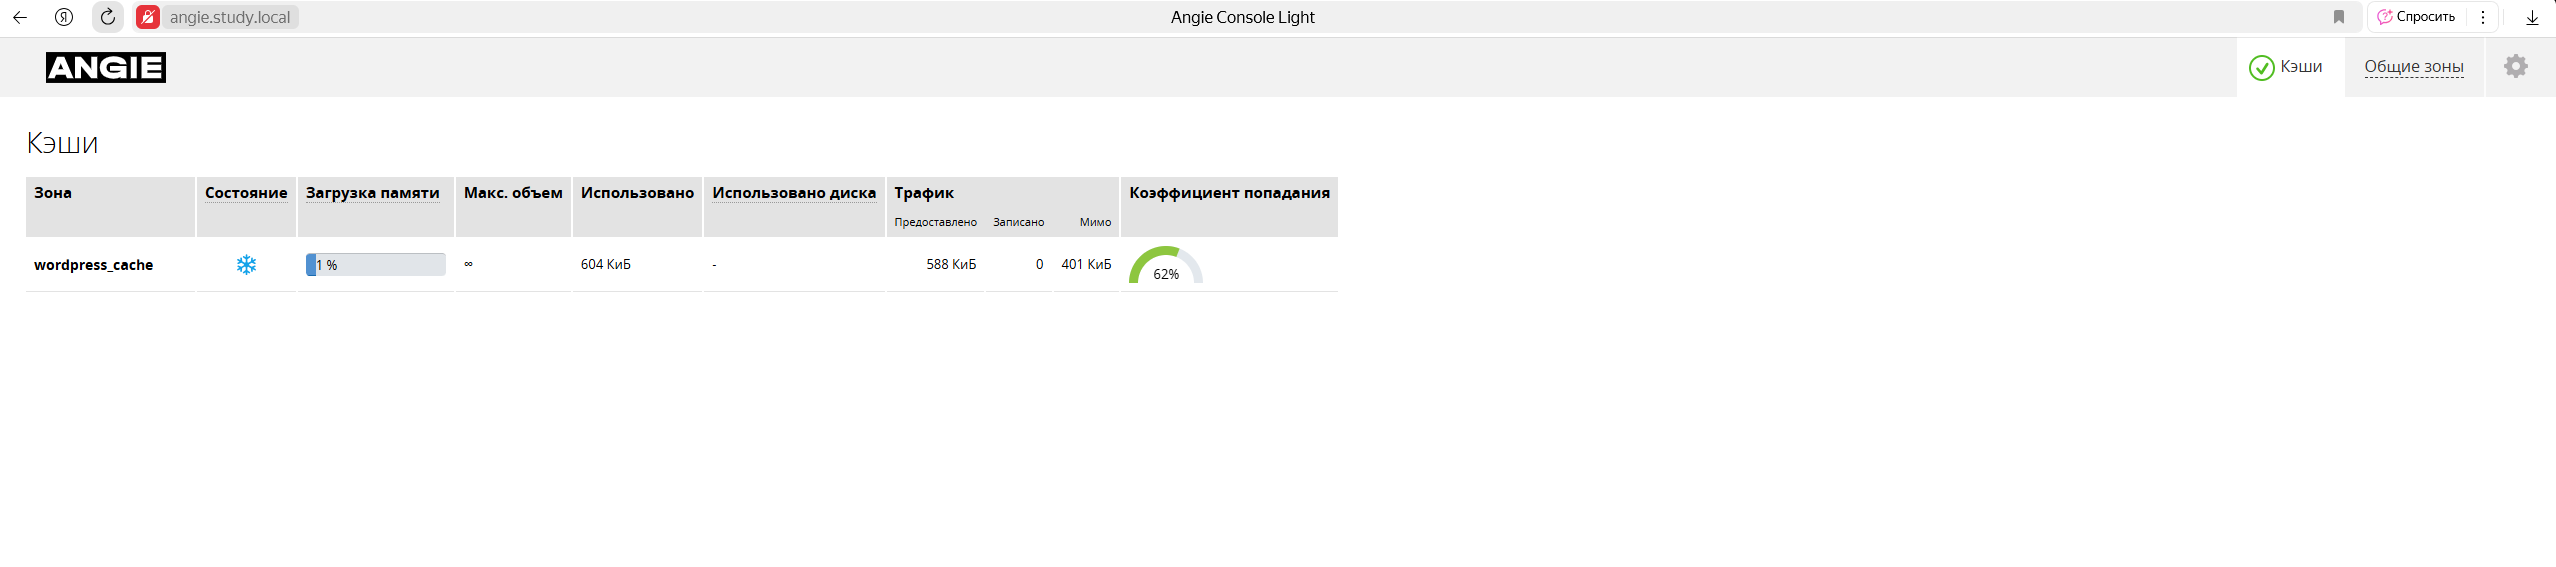 angie.study.local
Angie Console Light
Спросить
ANGIE
Кэши
Общие зоны
Кэши
Зона Состояние Загрузка памяти Макс. объем Использовано Использовано диска Трафик Коэффициент попадания
Предоставлено Записано Мимо
wordpress_cache 1 % ∞ 604 КиБ - 588 КиБ 0 401 КиБ 62%